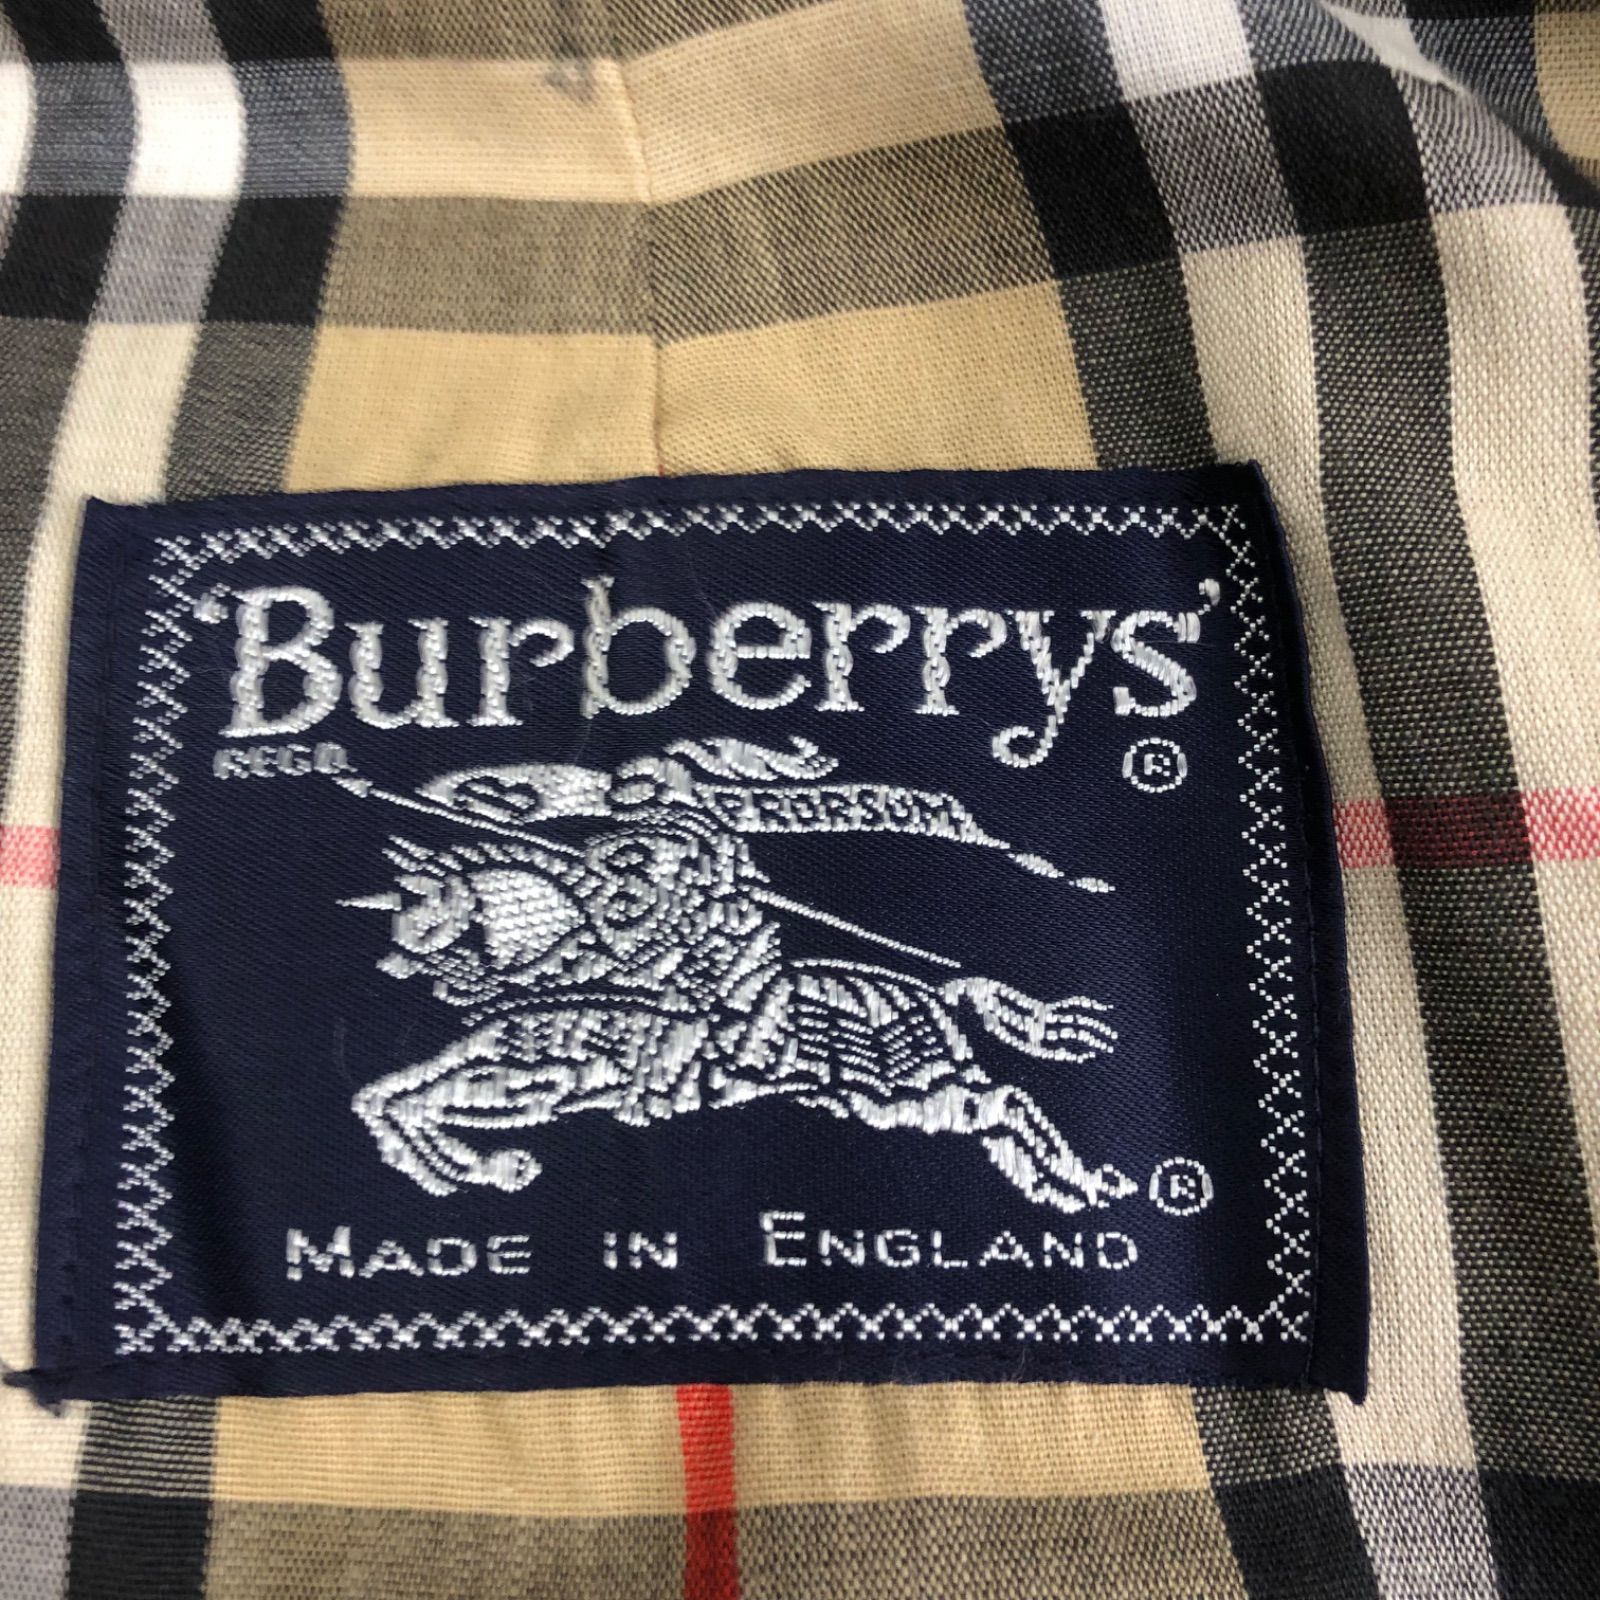 'Burberrys'
REGD. ®
PRORSUM
®
MADE IN ENGLAND